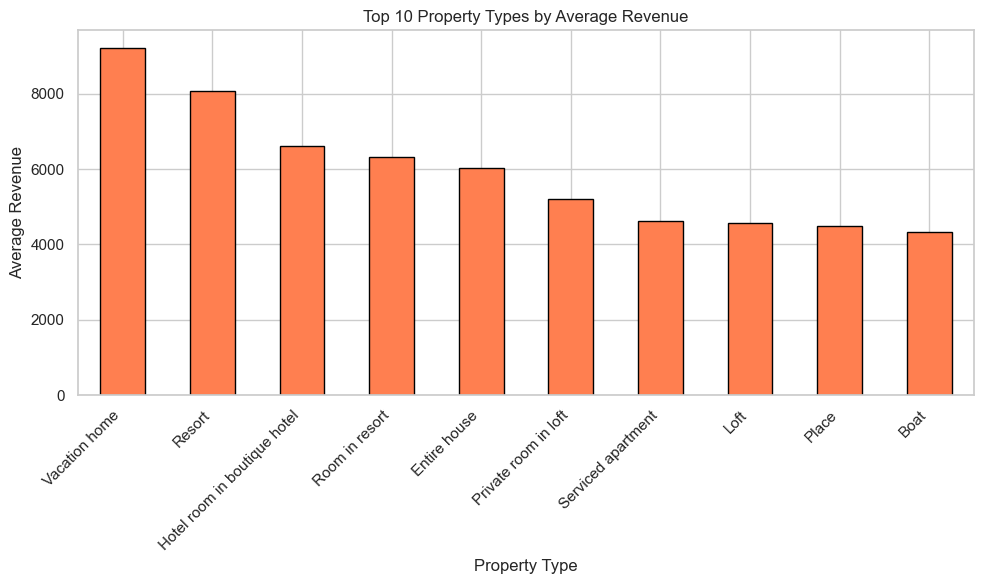 Top 10 Property Types by Average Revenue
Average Revenue
8000
6000
4000
2000
0
Vacation home
Resort
Hotel room in boutique hotel
Room in resort
Entire house
Private room in loft
Serviced apartment
Loft
Place
Boat
Property Type